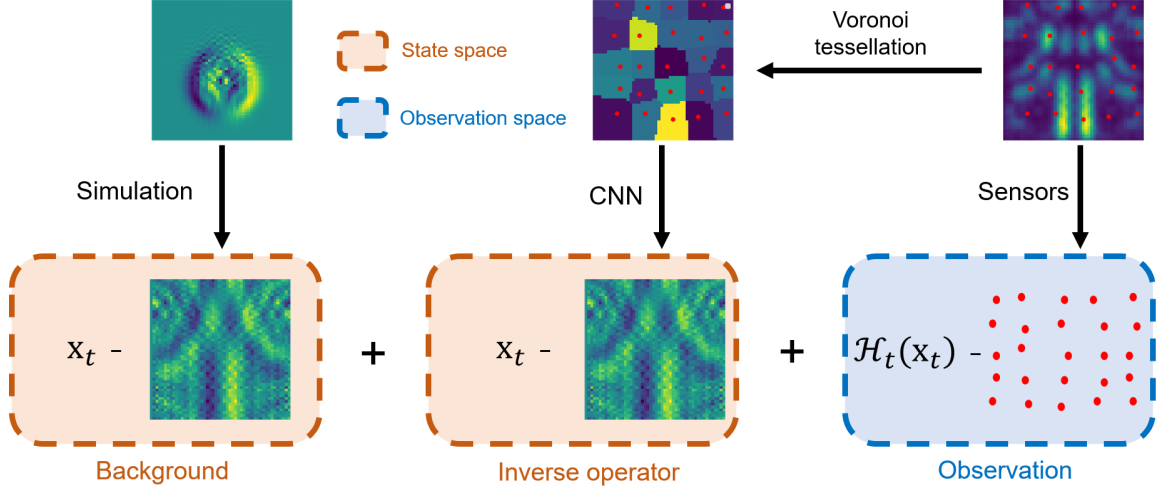 State space
Observation space
Voronoi
tessellation
Simulation
CNN
Sensors
x_t -
+
x_t -
+
ℋ_t(x_t) -
Background
Inverse operator
Observation